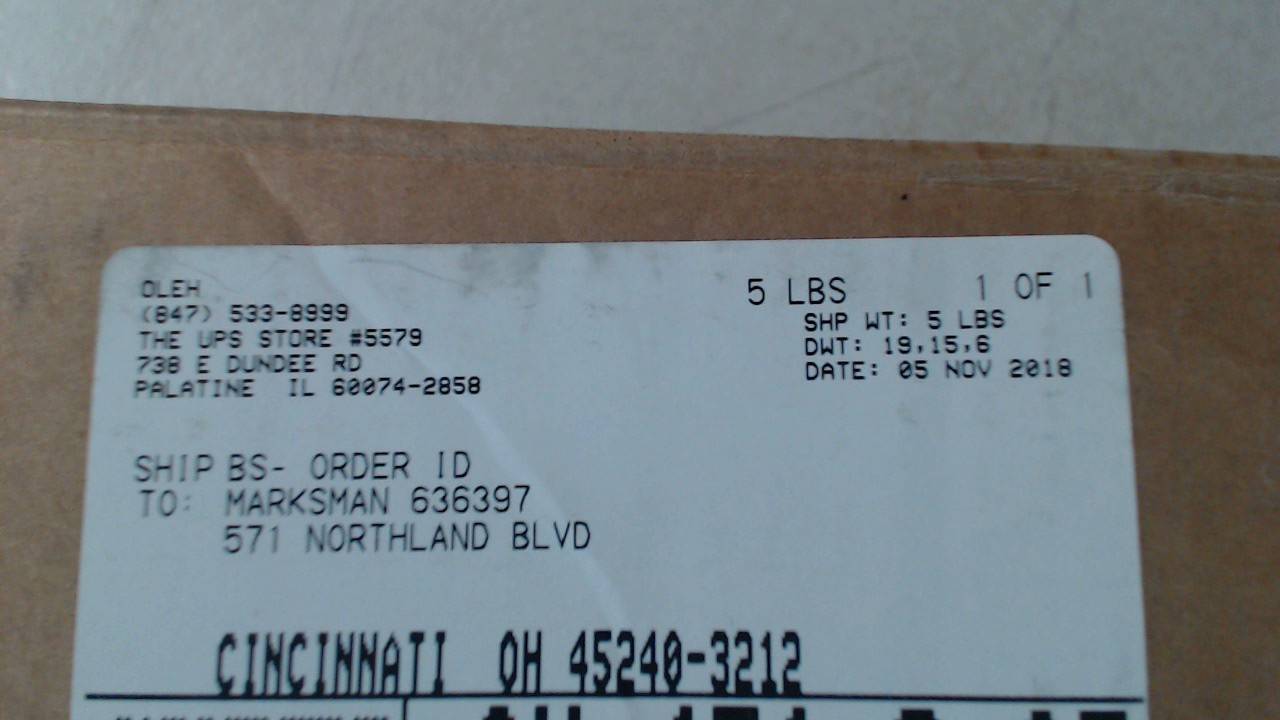 OLEH
(847) 533-8999
THE UPS STORE #5579
738 E DUNDEE RD
PALATINE IL 60074-2858
5 LBS 1 OF 1
SHP WT: 5 LBS
DWT: 19,15,6
DATE: 05 NOV 2018
SHIP BS- ORDER ID
TO: MARKSMAN 636397
571 NORTHLAND BLVD
CINCINNATI OH 45240-3212